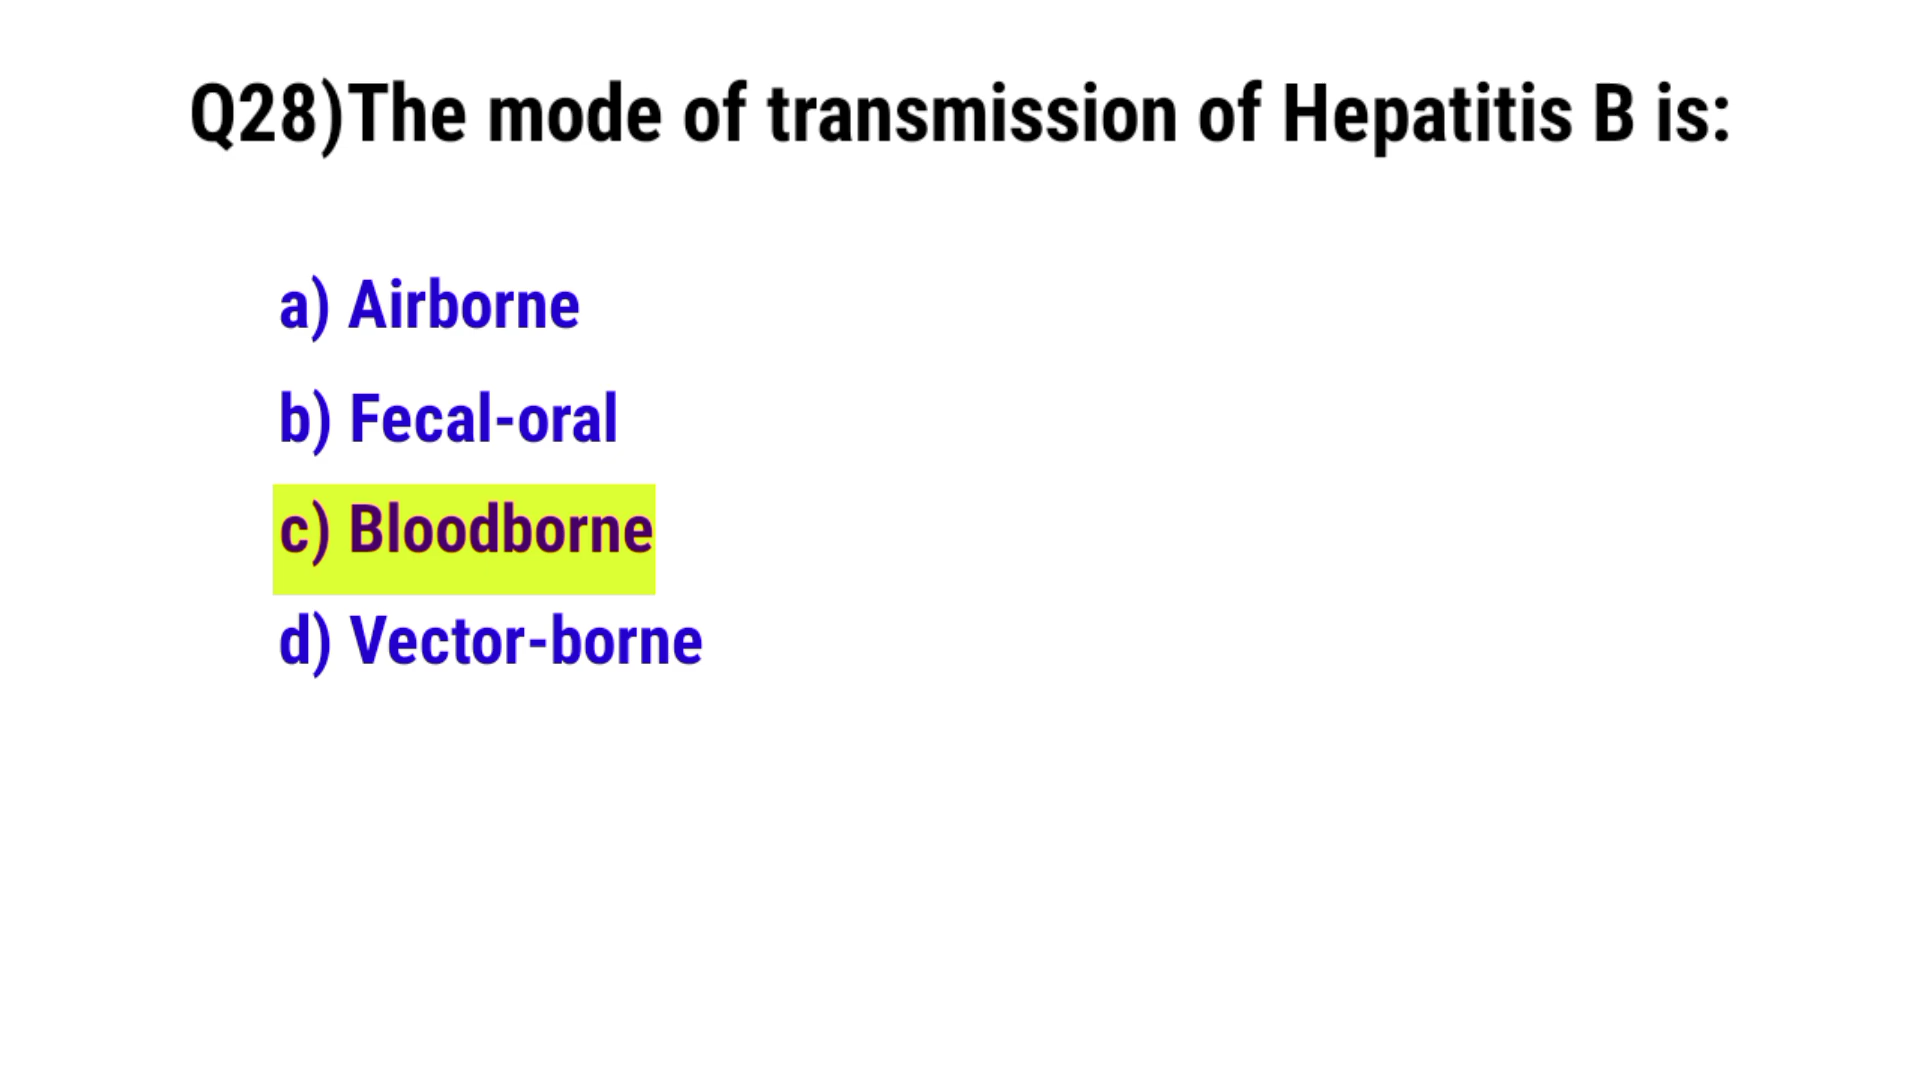 Q28)The mode of transmission of Hepatitis B is:
a) Airborne
b) Fecal-oral
c) Bloodborne
d) Vector-borne